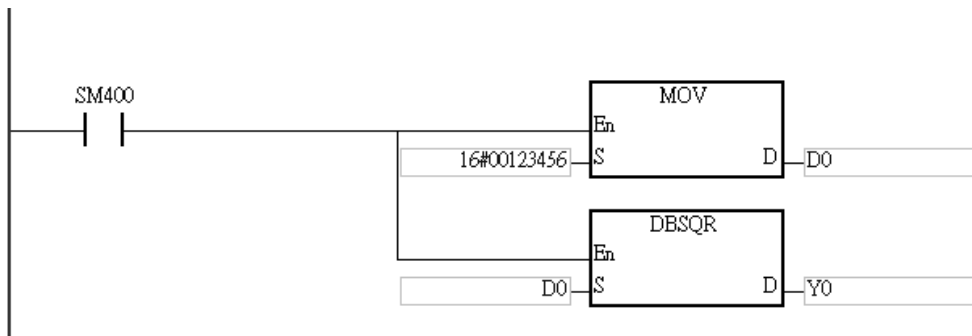 SM400
MOV
En
16#00123456 S D D0
DBSQR
En
D0 S D Y0